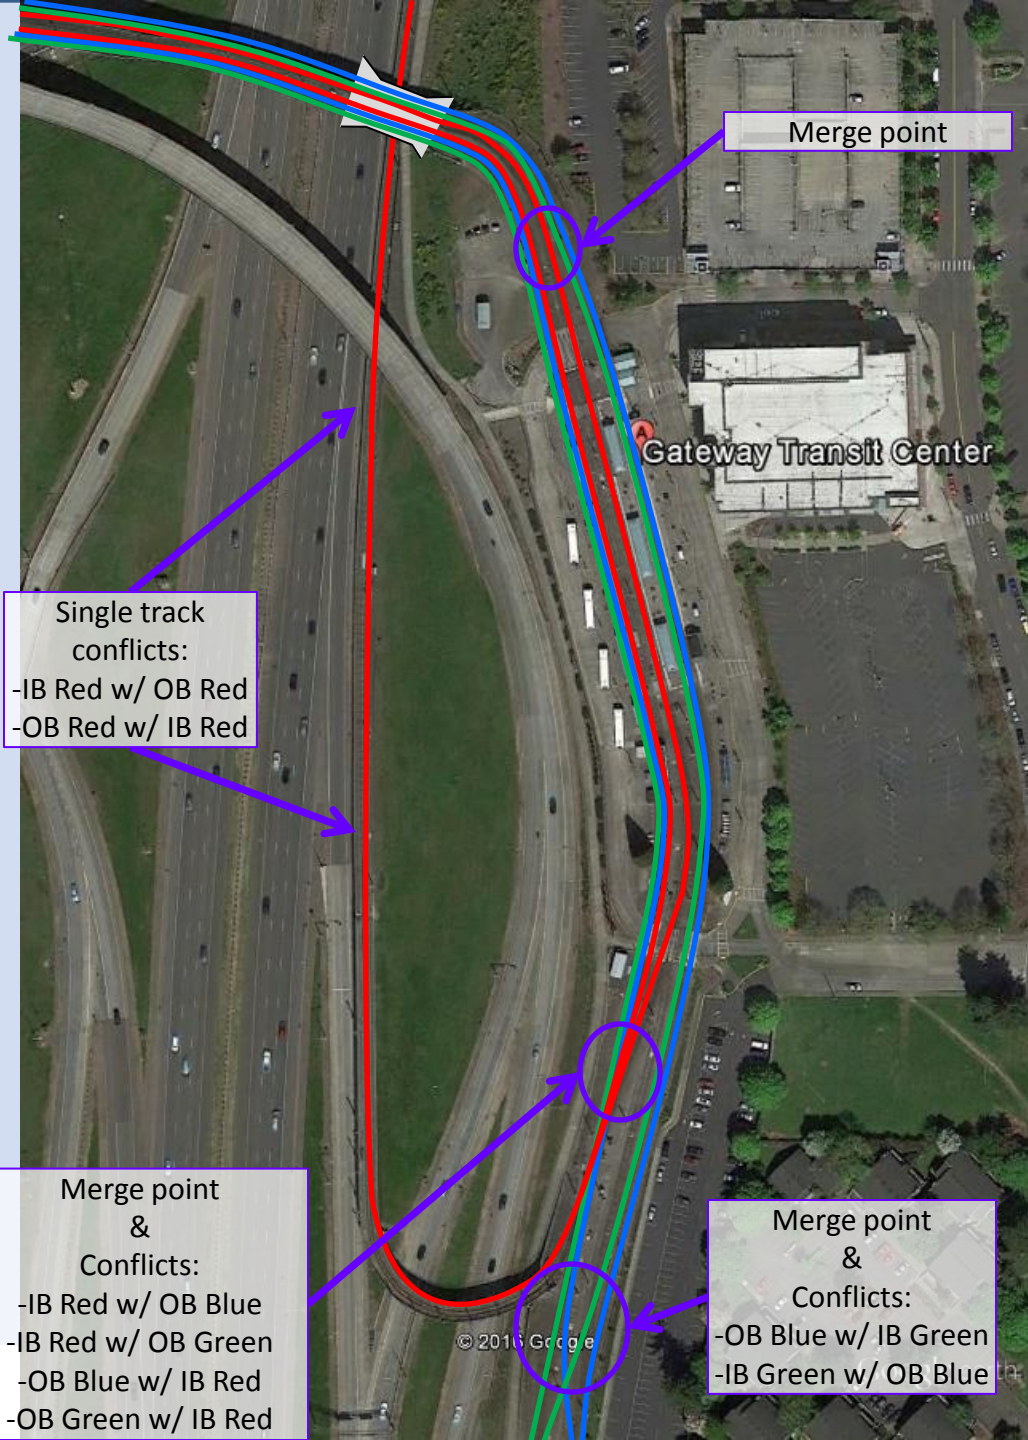 Merge point
A
Gateway Transit Center
Single track
conflicts:
-IB Red w/ OB Red
-OB Red w/ IB Red
Merge point
&
Conflicts:
-IB Red w/ OB Blue
-IB Red w/ OB Green
-OB Blue w/ IB Red
-OB Green w/ IB Red
Merge point
&
Conflicts:
-OB Blue w/ IB Green
-IB Green w/ OB Blue
© 2016 Google